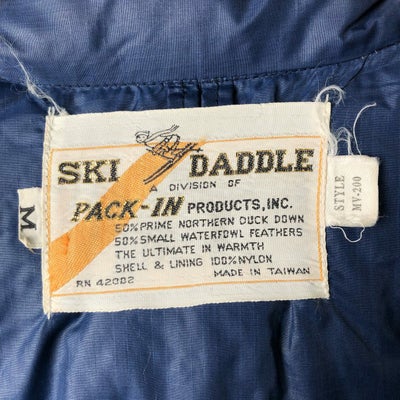 SKI DADDLE
A DIVISION OF
PACK-IN PRODUCTS, INC.
50% PRIME NORTHERN DUCK DOWN
50% SMALL WATERFOWL FEATHERS
THE ULTIMATE IN WARMTH
SHELL & LINING 100% NYLON
MADE IN TAIWAN
RN 42002
M
STYLE
MV-200